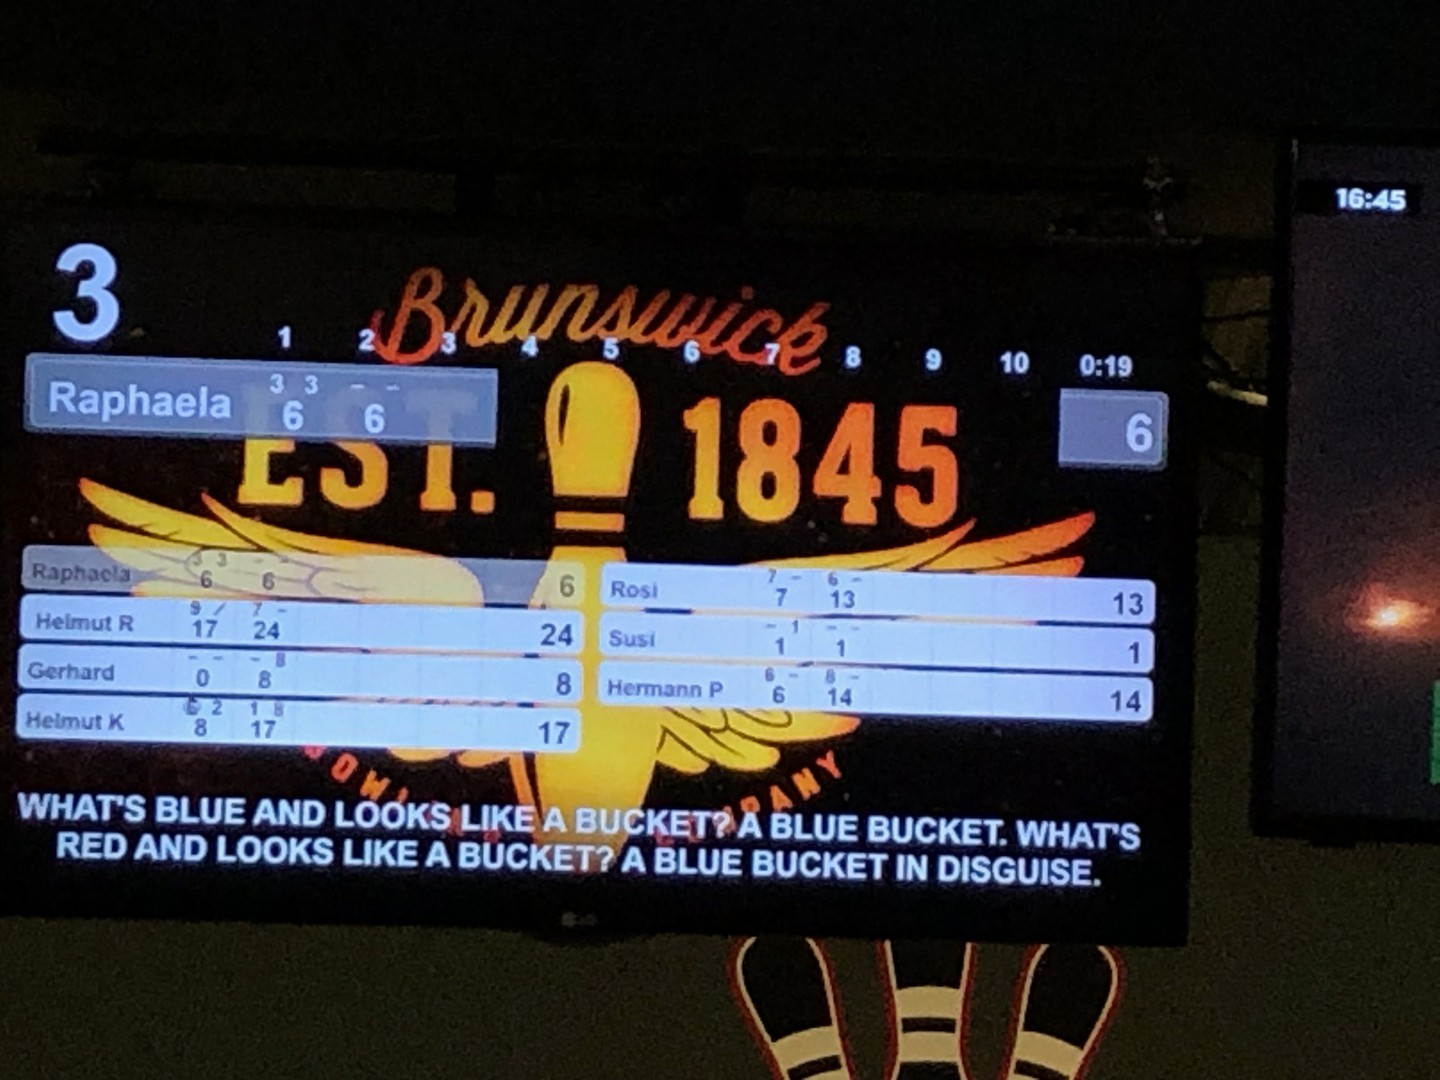 16:45
3
Brunswick
1 2 3 4 5 6 7 8 9 10 0:19
3 3 - -
Raphaela 6 6 6
EST. 1845
3 3 - -
Raphaela 6 6 6
9 / 7 -
Helmut R 17 24 24
- - - 8
Gerhard 0 8 8
6 2 1 8
Helmut K 8 17 17
7 - 6 -
Rosi 7 13 13
- 1 - -
Susi 1 1 1
6 - 8 -
Hermann P 6 14 14
WHAT'S BLUE AND LOOKS LIKE A BUCKET? A BLUE BUCKET. WHAT'S
RED AND LOOKS LIKE A BUCKET? A BLUE BUCKET IN DISGUISE.